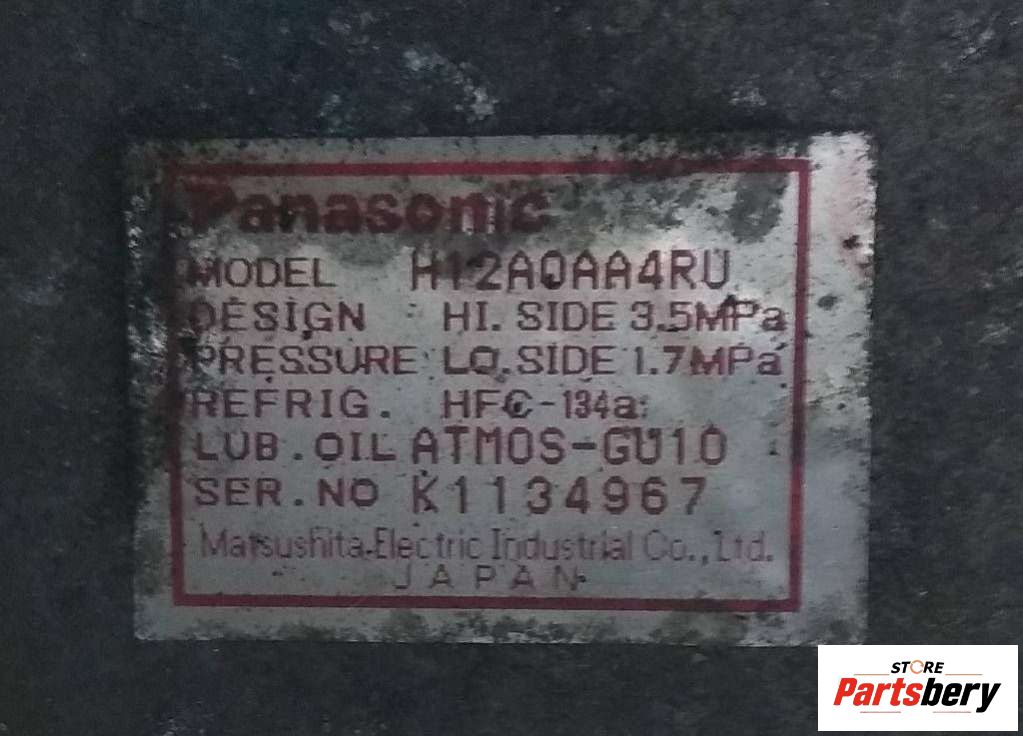 Panasonic
MODEL H12A0AA4RU
DESIGN HI. SIDE 3.5MPa
PRESSURE LO. SIDE 1.7MPa
REFRIG. HFC-134a
LUB. OIL ATMOS-GU10
SER. NO K1134967
Matsushita Electric Industrial Co., Ltd.
JAPAN
STORE
Partsbery